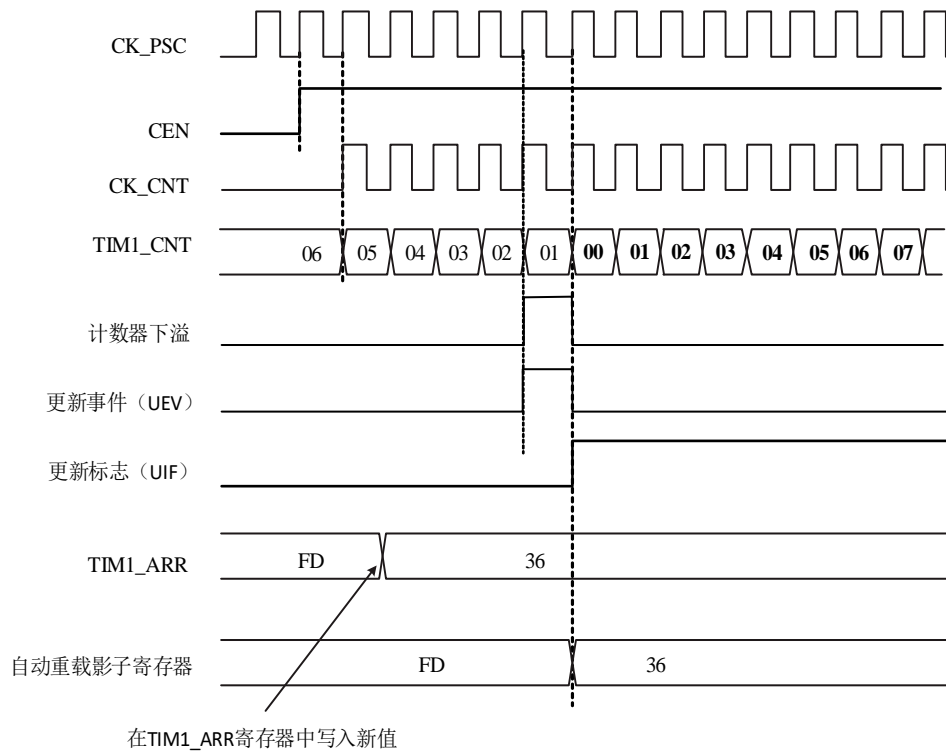 CK_PSC
CEN
CK_CNT
TIM1_CNT 06 05 04 03 02 01 00 01 02 03 04 05 06 07
计数器下溢
更新事件（UEV）
更新标志（UIF）
TIM1_ARR FD 36
自动重载影子寄存器 FD 36
在TIM1_ARR寄存器中写入新值